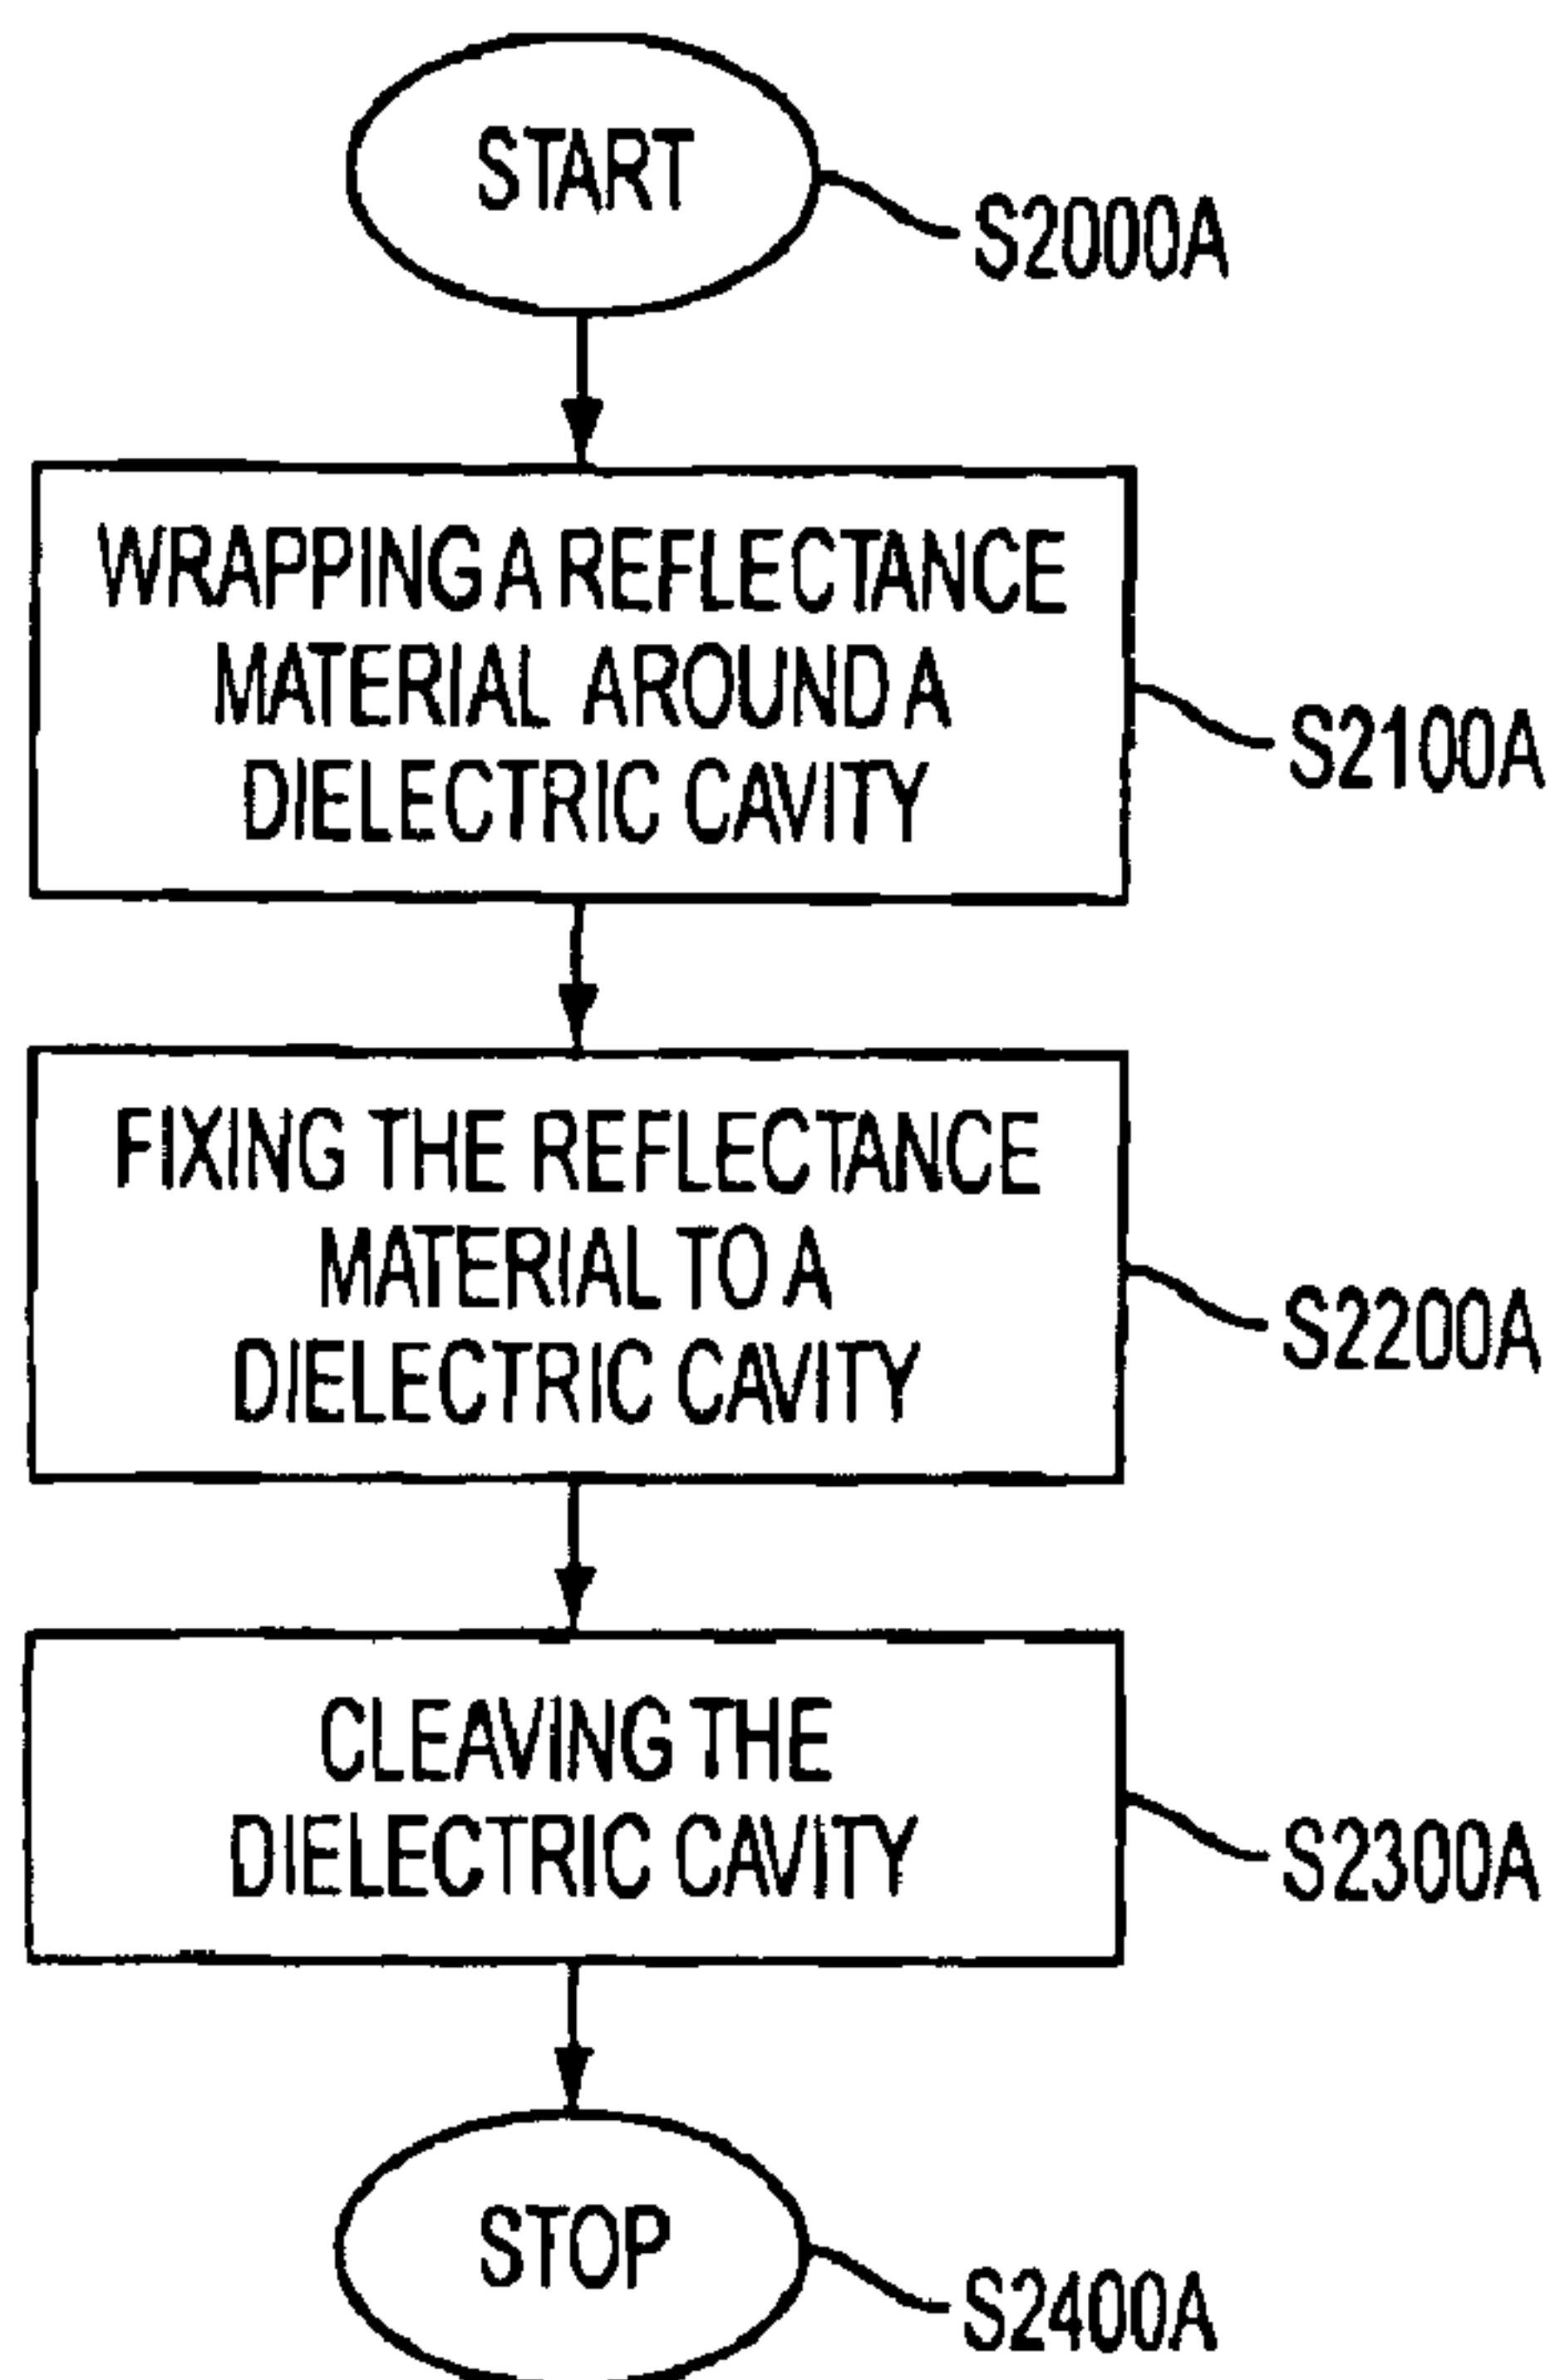 START
S2000A
WRAPPING A REFLECTANCE
MATERIAL AROUND A
DIELECTRIC CAVITY
S2100A
FIXING THE REFLECTANCE
MATERIAL TO A
DIELECTRIC CAVITY
S2200A
CLEAVING THE
DIELECTRIC CAVITY
S2300A
STOP
S2400A